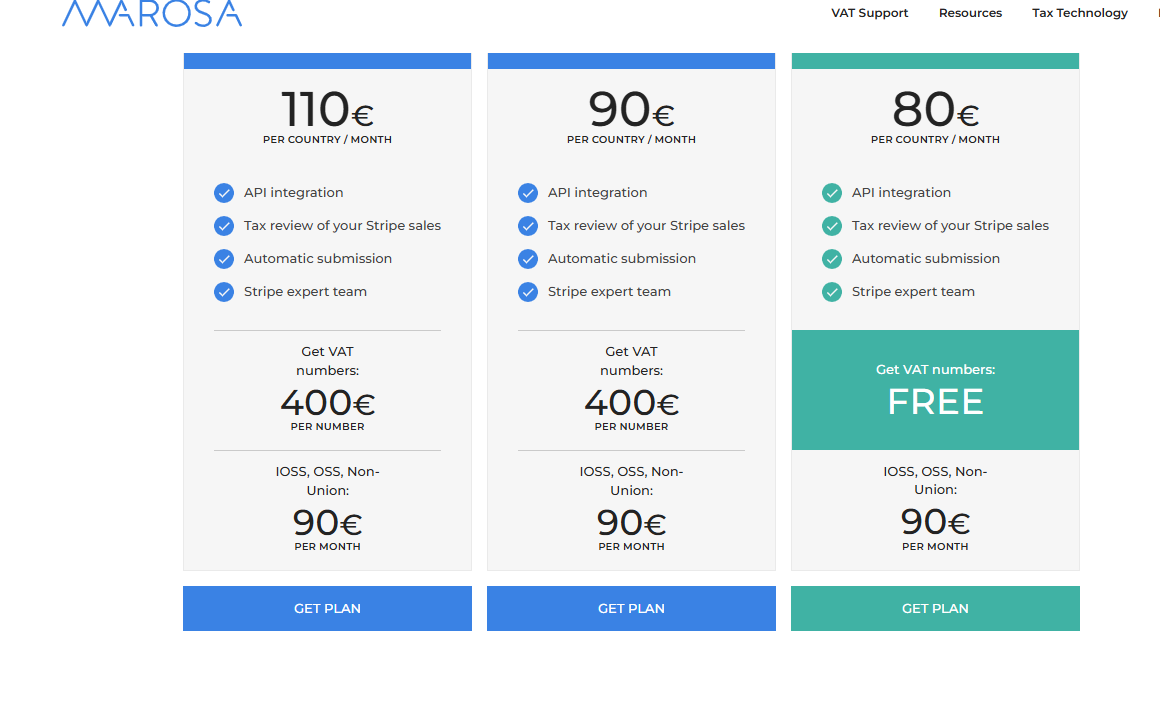 MAROSA
VAT Support Resources Tax Technology
110€
PER COUNTRY / MONTH
API integration
Tax review of your Stripe sales
Automatic submission
Stripe expert team
Get VAT
numbers:
400€
PER NUMBER
IOSS, OSS, Non-
Union:
90€
PER MONTH
GET PLAN
90€
PER COUNTRY / MONTH
API integration
Tax review of your Stripe sales
Automatic submission
Stripe expert team
Get VAT
numbers:
400€
PER NUMBER
IOSS, OSS, Non-
Union:
90€
PER MONTH
GET PLAN
80€
PER COUNTRY / MONTH
API integration
Tax review of your Stripe sales
Automatic submission
Stripe expert team
Get VAT numbers:
FREE
IOSS, OSS, Non-
Union:
90€
PER MONTH
GET PLAN